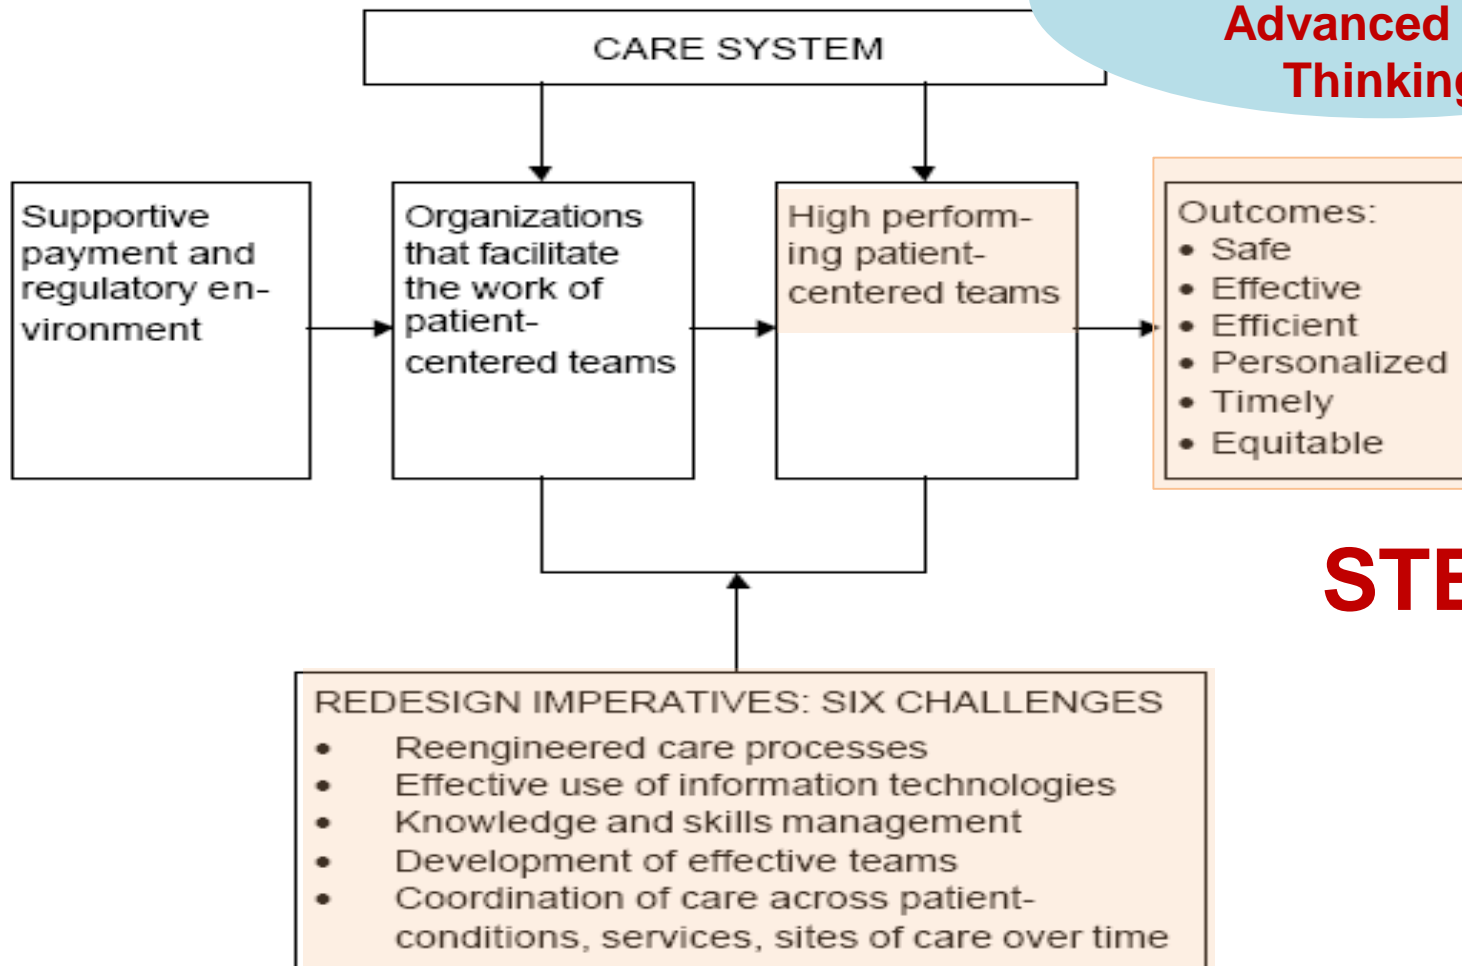 Advanced
Thinking
CARE SYSTEM
Supportive
payment and
regulatory en-
vironment
Organizations
that facilitate
the work of
patient-
centered teams
High perform-
ing patient-
centered teams
Outcomes:
• Safe
• Effective
• Efficient
• Personalized
• Timely
• Equitable
REDESIGN IMPERATIVES: SIX CHALLENGES
• Reengineered care processes
• Effective use of information technologies
• Knowledge and skills management
• Development of effective teams
• Coordination of care across patient-
conditions, services, sites of care over time